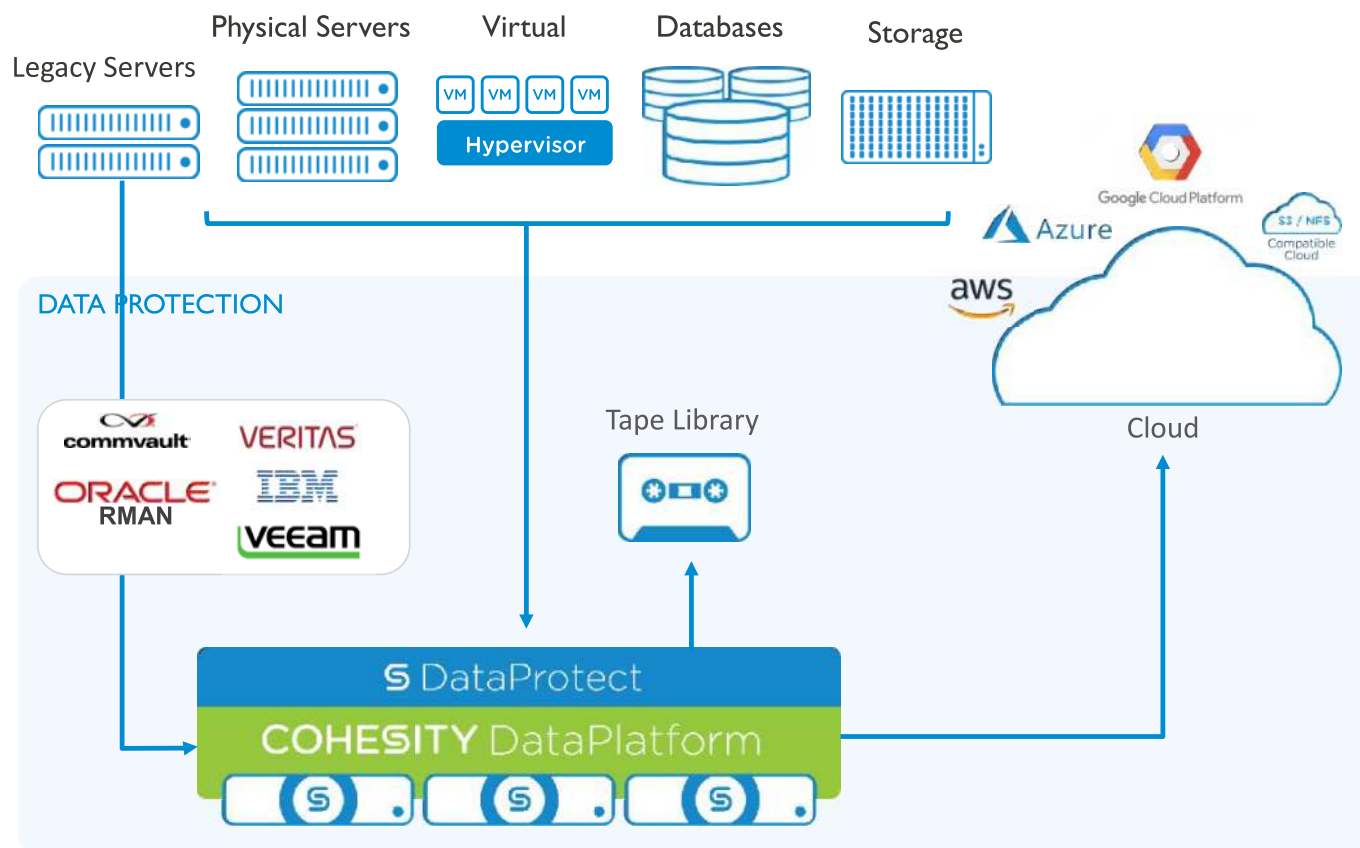 Legacy Servers
Physical Servers
Virtual
Databases
Storage
VM VM VM VM
Hypervisor
Google Cloud Platform
Azure
S3 / NFS
Compatible
Cloud
aws
DATA PROTECTION
commvault
VERITAS
ORACLE
RMAN
IBM
veeam
Tape Library
Cloud
S DataProtect
COHESITY DataPlatform
S S S